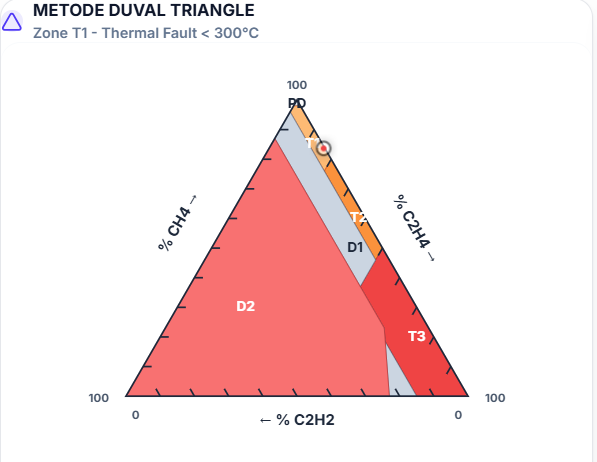 METODE DUVAL TRIANGLE
Zone T1 - Thermal Fault < 300°C
100
PD
T1
% CH4 →
% C2H4 →
T2
D1
D2
T3
100
100
0
0
← % C2H2